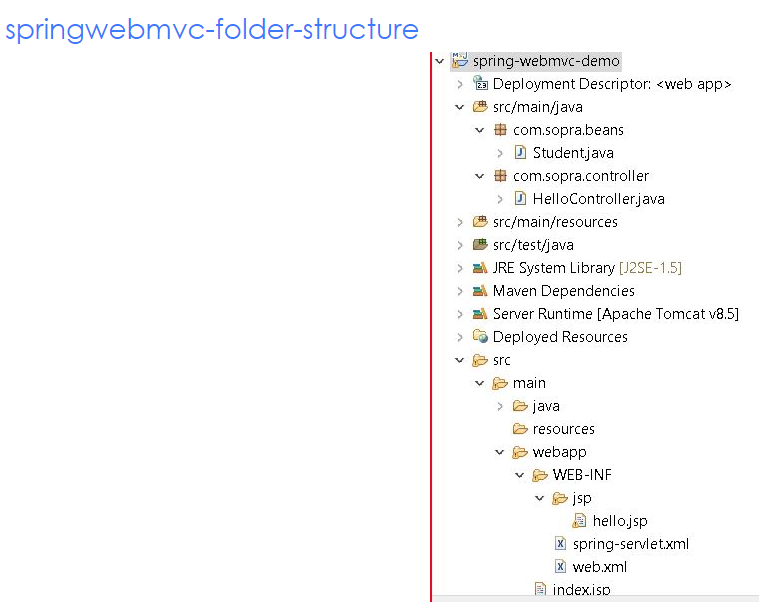 springwebmvc-folder-structure
spring-webmvc-demo
Deployment Descriptor: <web app>
src/main/java
com.sopra.beans
Student.java
com.sopra.controller
HelloController.java
src/main/resources
src/test/java
JRE System Library [J2SE-1.5]
Maven Dependencies
Server Runtime [Apache Tomcat v8.5]
Deployed Resources
src
main
java
resources
webapp
WEB-INF
jsp
hello.jsp
spring-servlet.xml
web.xml
index.jsp